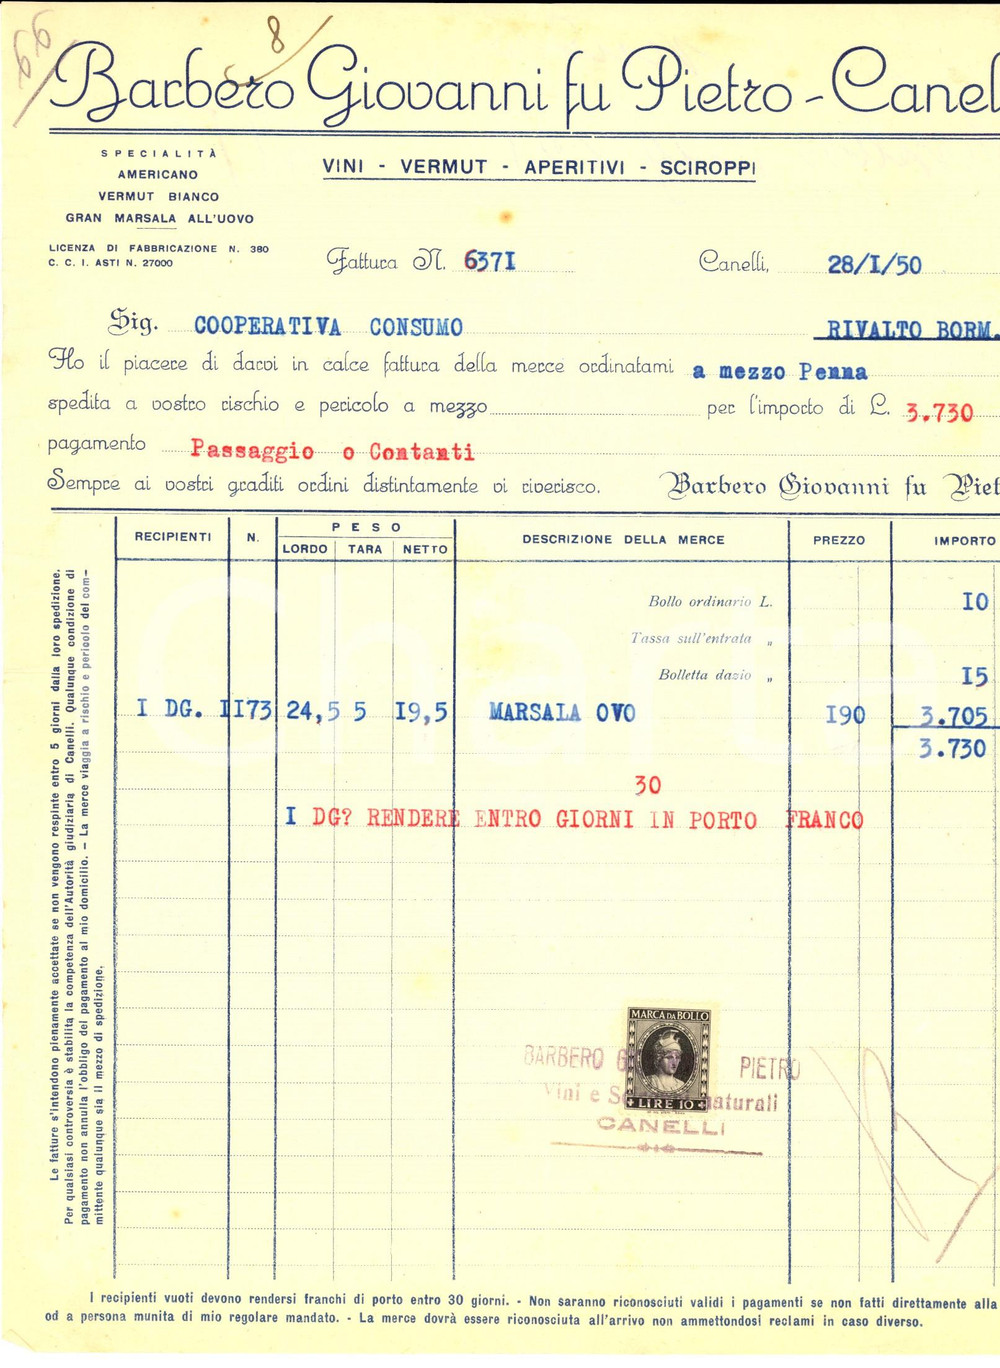 66
8
Barbero Giovanni fu Pietro - Canel
SPECIALITÀ
AMERICANO
VERMUT BIANCO
GRAN MARSALA ALL'UOVO
LICENZA DI FABBRICAZIONE N. 380
C. C. I. ASTI N. 27000
VINI - VERMUT - APERITIVI - SCIROPPI
Fattura N. 637I
Canelli, 28/I/50
Sig. COOPERATIVA CONSUMO RIVALTO BORM.
Ho il piacere di darvi in calce fattura della merce ordinatami a mezzo Penna
spedita a vostro rischio e pericolo a mezzo per l'importo di L. 3.730
pagamento Passaggio o Contanti
Sempre ai vostri graditi ordini distintamente vi riverisco. Barbero Giovanni fu Piet
RECIPIENTI N. PESO DESCRIZIONE DELLA MERCE PREZZO IMPORTO
LORDO TARA NETTO
Bollo ordinario L. I0
Tassa sull'entrata „
Bolletta dazio „ I5
I DG. II73 24,5 5 I9,5 MARSALA OVO I90 3.705
3.730
30
I DG? RENDERE ENTRO GIORNI IN PORTO FRANCO
MARCA DA BOLLO
LIRE 10
BARBERO G PIETRO
Vini e S naturali
CANELLI
Le fatture s'intendono pienamente accettate se non vengono respinte entro 5 giorni dalla loro spedizione.
Per qualsiasi controversia è stabilita la competenza dell'Autorità giudiziaria di Canelli. Qualunque condizione di
pagamento non annulla l'obbligo del pagamento al mio domicilio. - La merce viaggia a rischio e pericolo del com-
mittente qualunque sia il mezzo di spedizione.
I recipienti vuoti devono rendersi franchi di porto entro 30 giorni. - Non saranno riconosciuti validi i pagamenti se non fatti direttamente alla
od a persona munita di mio regolare mandato. - La merce dovrà essere riconosciuta all'arrivo non ammettondosi reclami in caso diverso.